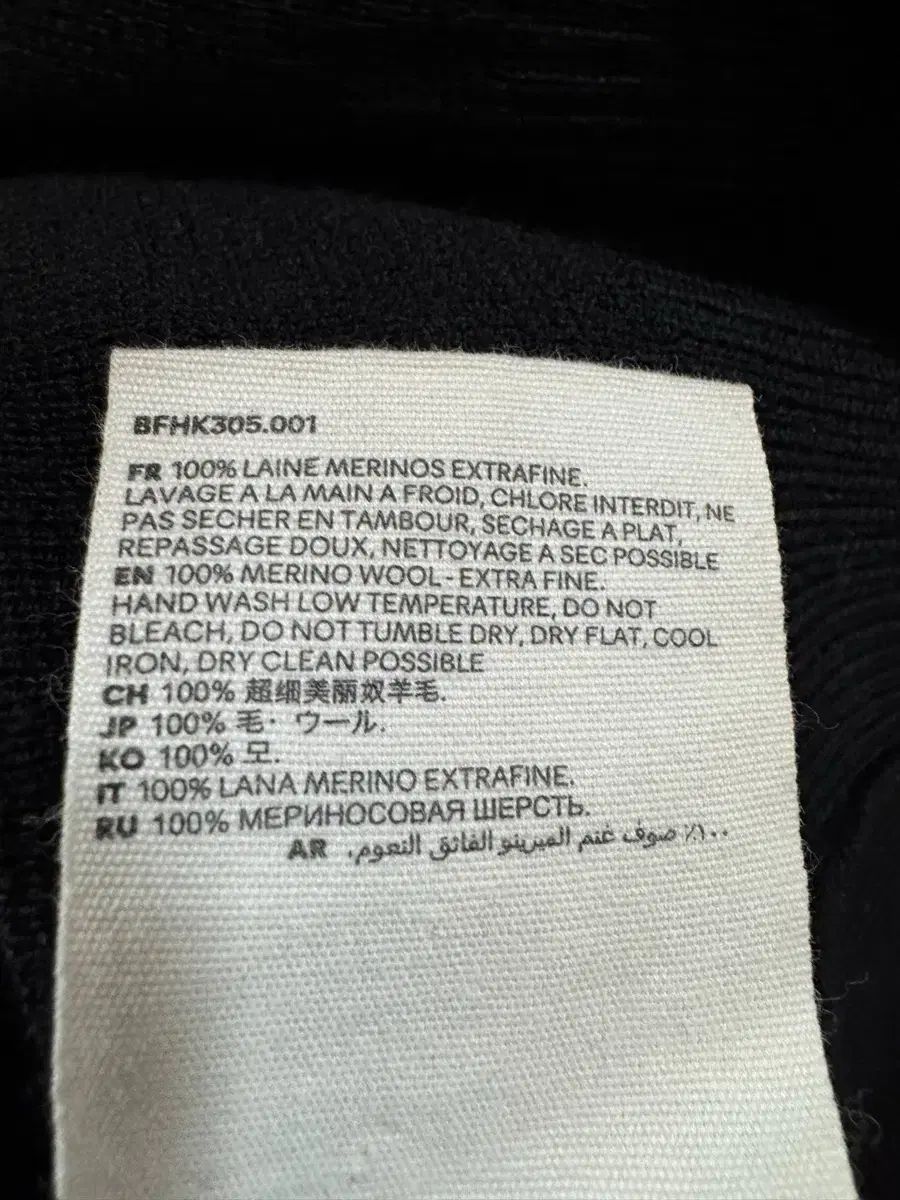 BFHK305.001
FR 100% LAINE MERINOS EXTRAFINE.
LAVAGE A LA MAIN A FROID, CHLORE INTERDIT, NE
PAS SECHER EN TAMBOUR, SECHAGE A PLAT,
REPASSAGE DOUX, NETTOYAGE A SEC POSSIBLE
EN 100% MERINO WOOL - EXTRA FINE.
HAND WASH LOW TEMPERATURE, DO NOT
BLEACH, DO NOT TUMBLE DRY, DRY FLAT, COOL
IRON, DRY CLEAN POSSIBLE
CH 100% 超细美丽奴羊毛.
JP 100% 毛・ウール.
KO 100% 모.
IT 100% LANA MERINO EXTRAFINE.
RU 100% МЕРИНОСОВАЯ ШЕРСТЬ.
١٠٠٪ صوف غنم الميرينو الفائق النعوم. AR